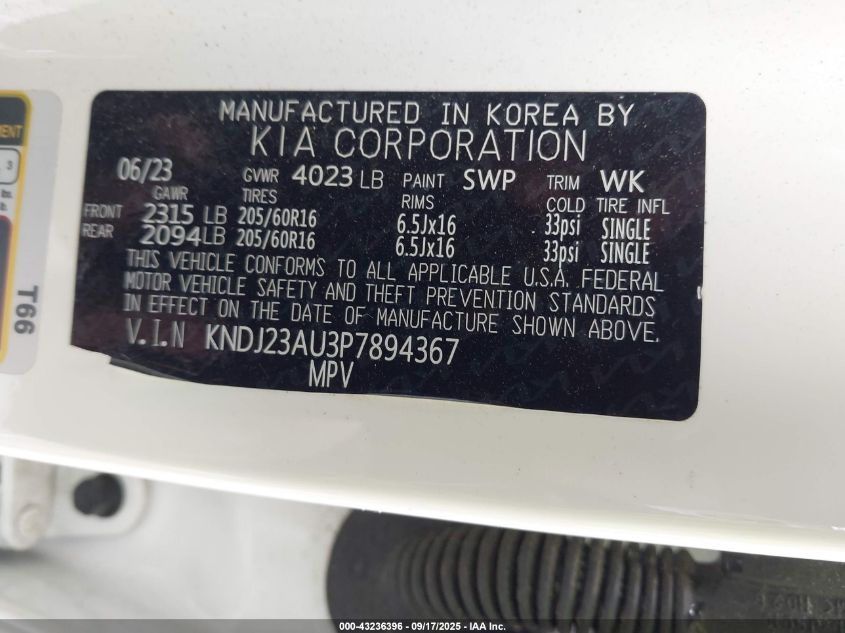 MANUFACTURED IN KOREA BY
KIA CORPORATION
06/23 GVWR 4023 LB PAINT SWP TRIM WK
GAWR TIRES RIMS COLD TIRE INFL
FRONT 2315 LB 205/60R16 6.5Jx16 33psi SINGLE
REAR 2094 LB 205/60R16 6.5Jx16 33psi SINGLE
THIS VEHICLE CONFORMS TO ALL APPLICABLE U.S.A. FEDERAL
MOTOR VEHICLE SAFETY AND THEFT PREVENTION STANDARDS
IN EFFECT ON THE DATE OF MANUFACTURE SHOWN ABOVE.
V.I.N KNDJ23AU3P7894367
MPV
T66
3
000-43236396 - 09/17/2025 - IAA Inc.